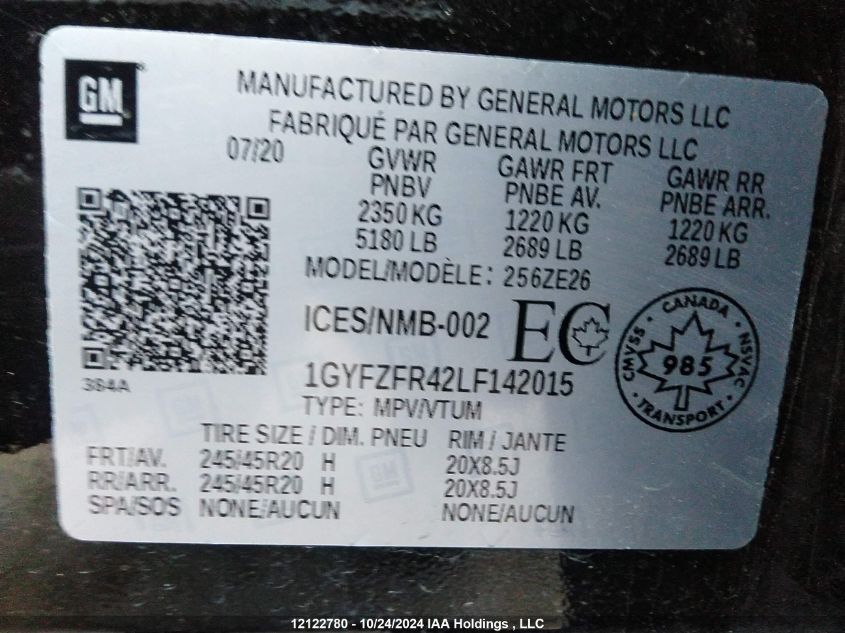 GM
MANUFACTURED BY GENERAL MOTORS LLC
FABRIQUÉ PAR GENERAL MOTORS LLC
07/20 GVWR GAWR FRT GAWR RR
PNBV PNBE AV. PNBE ARR.
2350 KG 1220 KG 1220 KG
5180 LB 2689 LB 2689 LB
MODEL/MODÈLE: 256ZE26
ICES/NMB-002 EC
CANADA
CMVSS 985 NSVAC
TRANSPORT
384A
1GYFZFR42LF142015
TYPE: MPV/VTUM
TIRE SIZE / DIM. PNEU RIM / JANTE
FRT/AV. 245/45R20 H 20X8.5J
RR/ARR. 245/45R20 H 20X8.5J
SPA/SOS NONE/AUCUN NONE/AUCUN
GM
12122780 - 10/24/2024 IAA Holdings , LLC